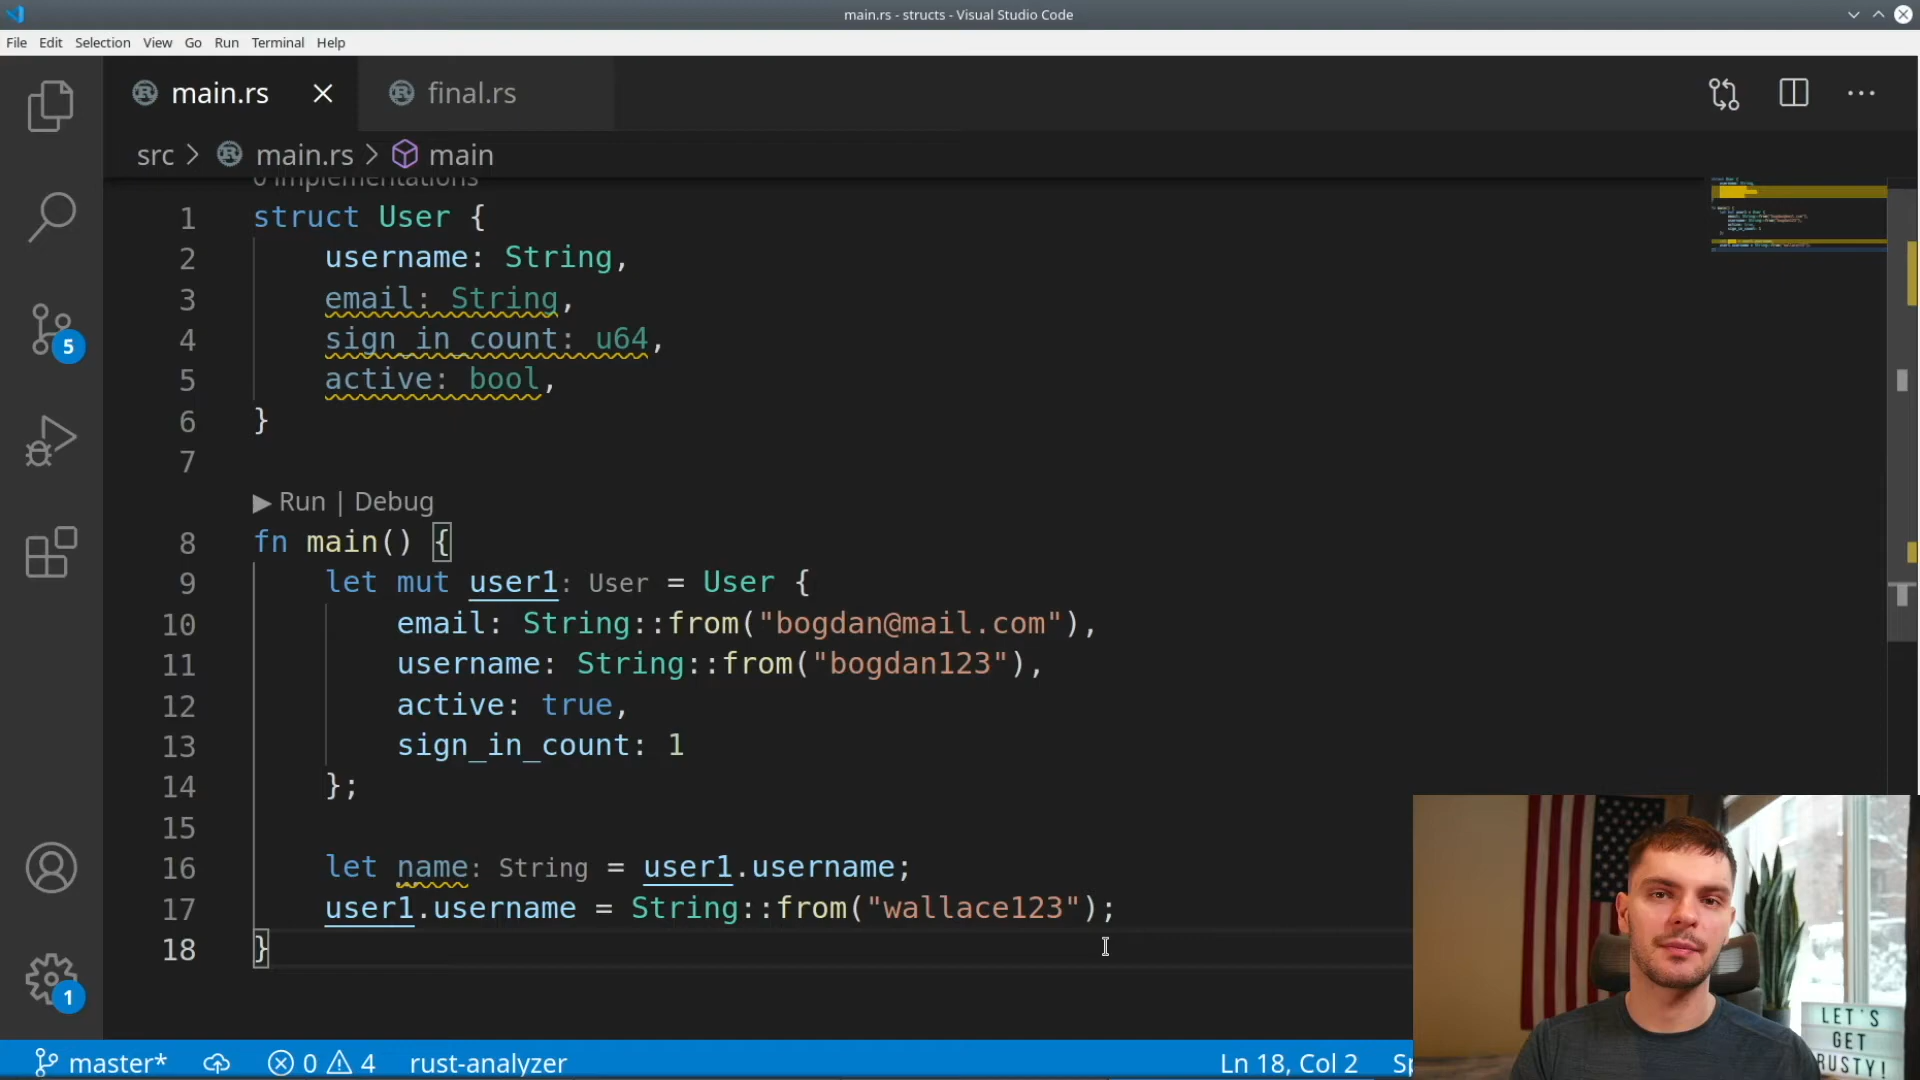 main.rs - structs - Visual Studio Code
File Edit Selection View Go Run Terminal Help
main.rs final.rs
src > main.rs > main
0 implementations
1 struct User {
2 username: String,
3 email: String,
4 sign_in_count: u64,
5 active: bool,
6 }
7
▶ Run | Debug
8 fn main() {
9 let mut user1: User = User {
10 email: String::from("bogdan@mail.com"),
11 username: String::from("bogdan123"),
12 active: true,
13 sign_in_count: 1
14 };
15
16 let name: String = user1.username;
17 user1.username = String::from("wallace123");
18 }
5
1
LET'S
GET
RUSTY!
master* 0 4 rust-analyzer Ln 18, Col 2